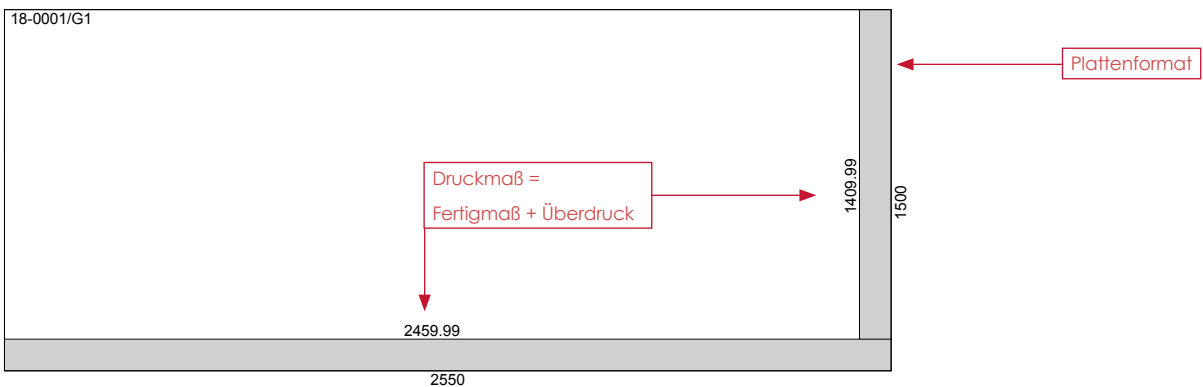 18-0001/G1
Plattenformat
Druckmaß =
Fertigmaß + Überdruck
1409.99
1500
2459.99
2550